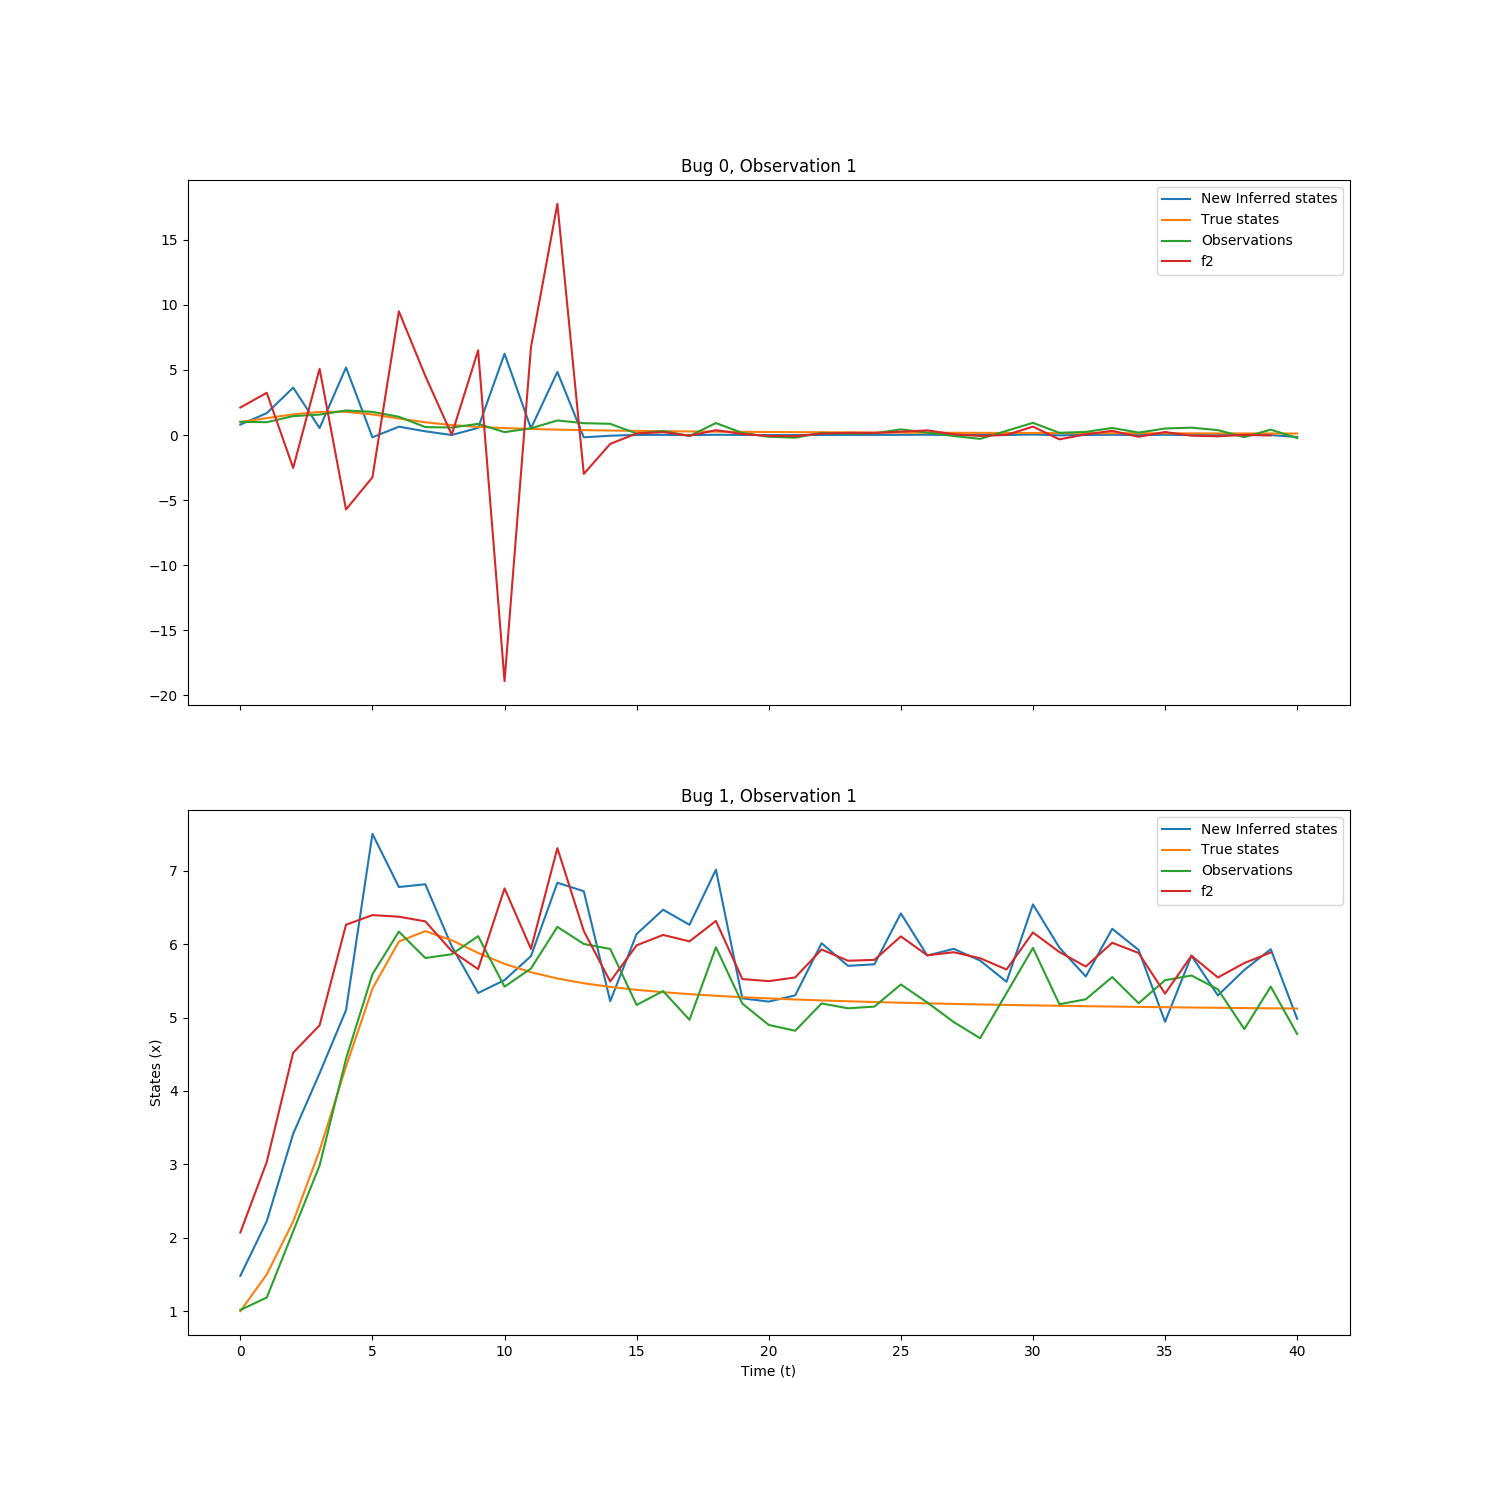 Bug 0, Observation 1
New Inferred states
True states
Observations
f2
15
10
5
0
−5
−10
−15
−20
Bug 1, Observation 1
New Inferred states
True states
Observations
f2
7
6
5
4
3
2
1
States (x)
0 5 10 15 20 25 30 35 40
Time (t)